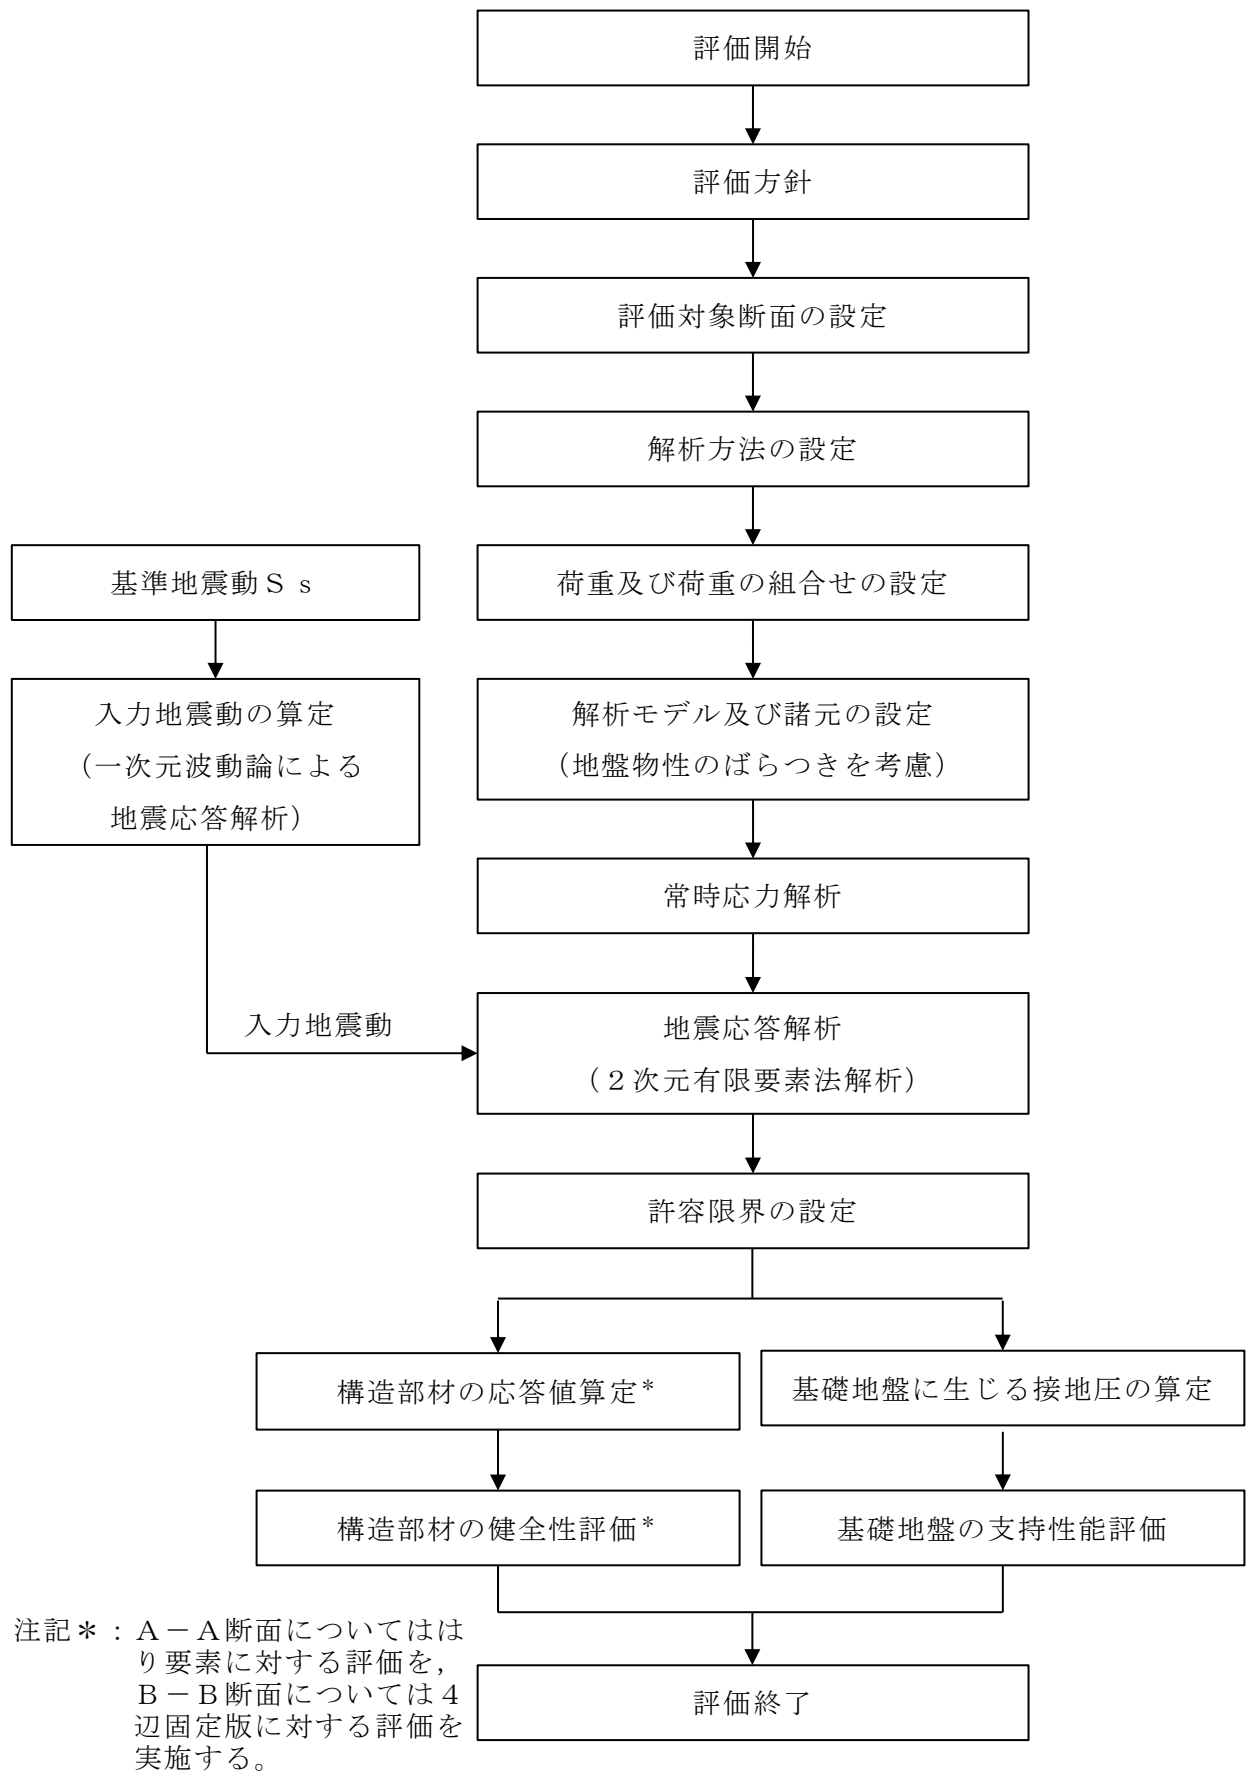 評価開始
評価方針
評価対象断面の設定
解析方法の設定
基準地震動Ｓｓ
荷重及び荷重の組合せの設定
入力地震動の算定
（一次元波動論による
地震応答解析）
解析モデル及び諸元の設定
（地盤物性のばらつきを考慮）
常時応力解析
入力地震動
地震応答解析
（２次元有限要素法解析）
許容限界の設定
構造部材の応答値算定*
基礎地盤に生じる接地圧の算定
構造部材の健全性評価*
基礎地盤の支持性能評価
注記＊：Ａ－Ａ断面についてはは
り要素に対する評価を，
Ｂ－Ｂ断面については４
辺固定版に対する評価を
実施する。
評価終了